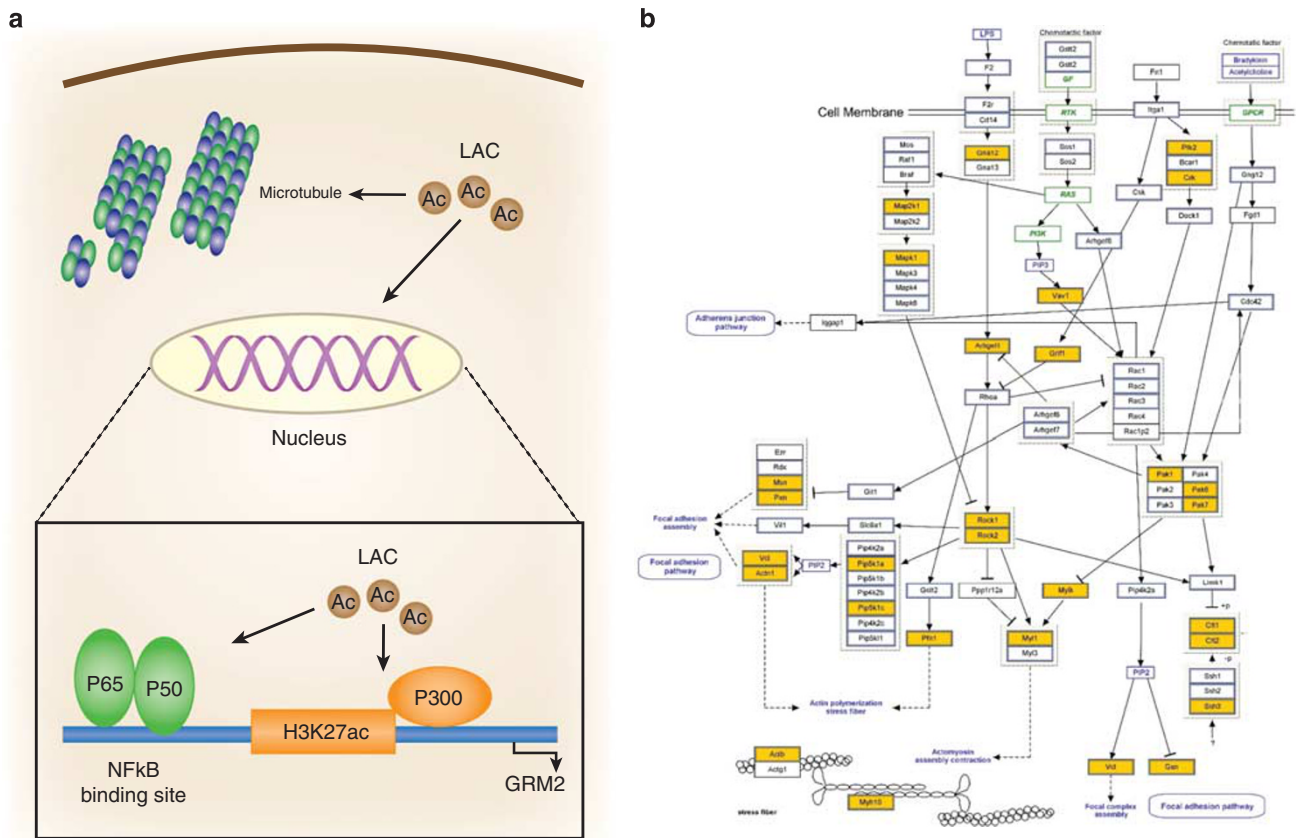 a
LAC
Microtubule
Ac
Ac
Ac
Nucleus
LAC
Ac
Ac
Ac
P65
P50
P300
H3K27ac
NFkB
binding site
GRM2
b
LPS
F2
Chemotactic factor
Gstt2
Gstt2
GF
Fn1
Chemotatic factor
Bradykinin
Acetylcholine
Cell Membrane
F2r
Cd14
RTK
Itga1
GPCR
Mos
Raf1
Braf
Gna12
Gna13
Sos1
Sos2
Ptk2
Bcar1
Crk
RAS
Csk
Gng12
Map2k1
Map2k2
PI3K
Arhgef6
Dock1
Fgd1
Mapk1
Mapk3
Mapk4
Mapk6
PIP3
Vav1
Cdc42
Adherens junction
pathway
Iqgap1
Arhgef1
Grlf1
Rac1
Rac2
Rac3
Rac4
Rac1p2
Rhoa
Arhgef6
Arhgef7
Ezr
Rdx
Msn
Pxn
Git1
Pak1
Pak4
Pak2
Pak6
Pak3
Pak7
Focal adhesion
assembly
Vil1
Slc9a1
Rock1
Rock2
Focal adhesion
pathway
Vcl
Actn1
PIP2
Pip4k2a
Pip5k1a
Pip5k1b
Pip4k2b
Pip5k1c
Pip4k2c
Pip5kl1
Gstt2
Ppp1r12a
Mylk
Pip4k2a
Limk1
+p
Pfn1
Myl1
Myl3
Cfl1
Cfl2
-p
PIP2
Ssh1
Ssh2
Ssh3
?
Actin polymerization
stress fiber
Actomyosin
assembly contraction
Actb
Actg1
Myh10
stress fiber
Vcl
Gsn
Focal complex
assembly
Focal adhesion pathway